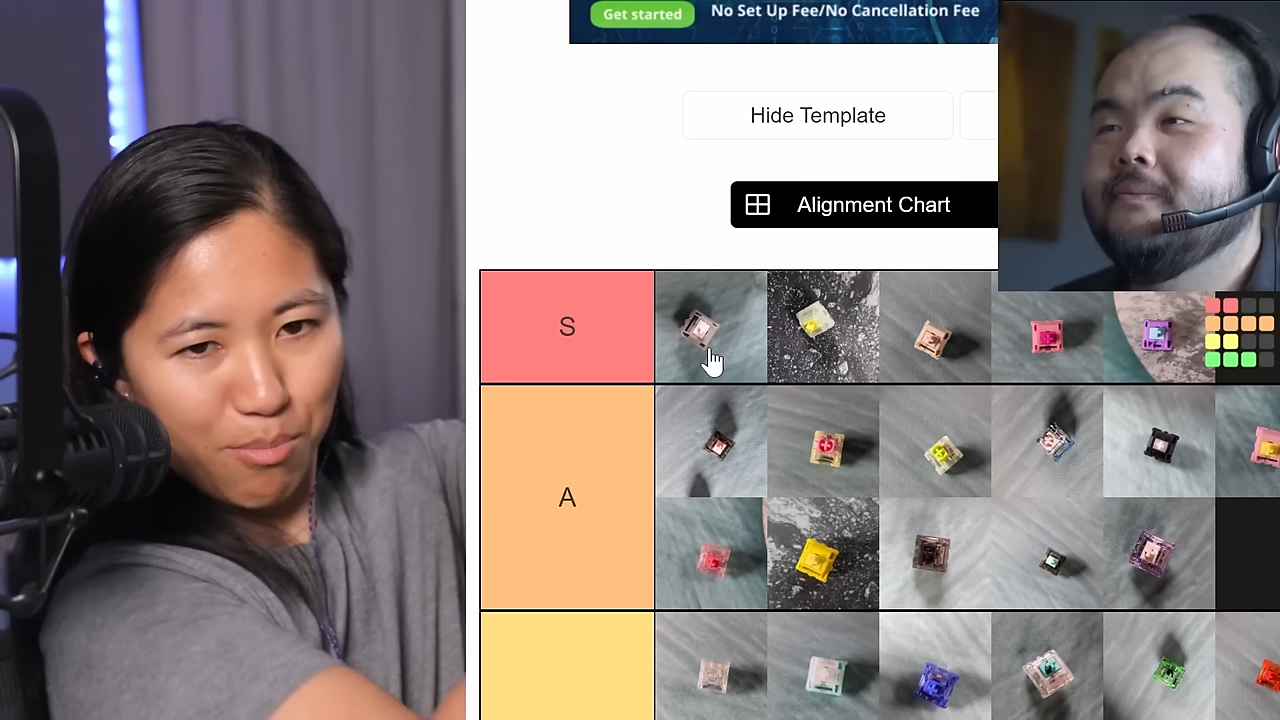 Get started No Set Up Fee/No Cancellation Fee
Hide Template
Alignment Chart
S
A